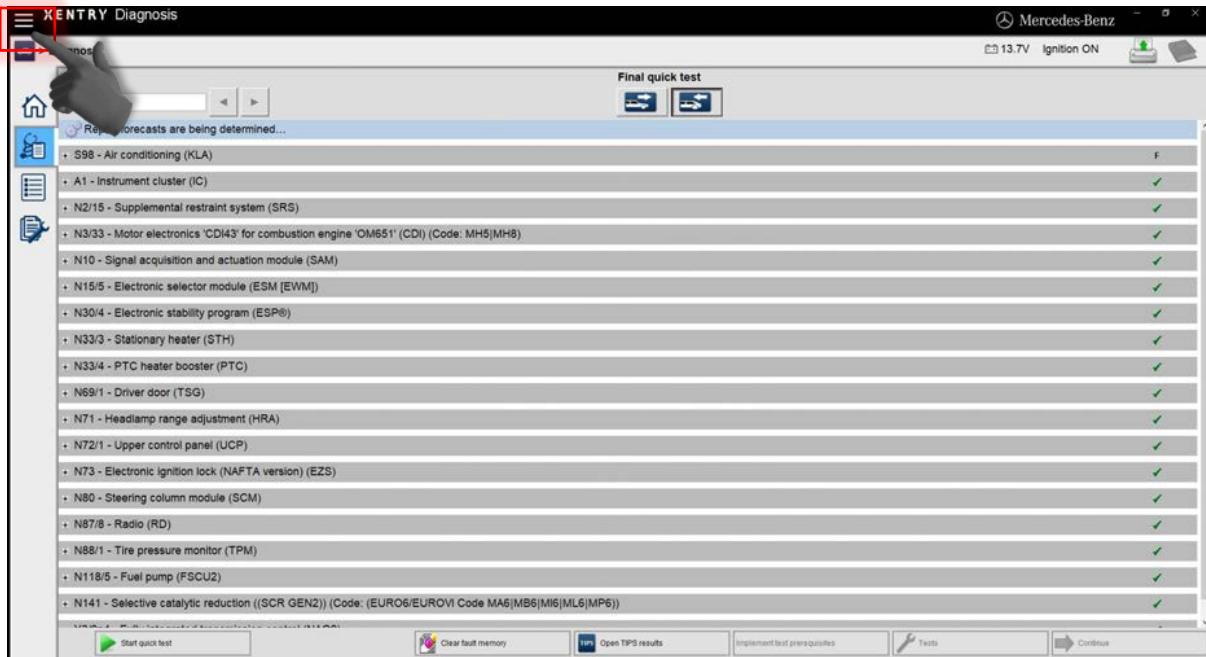 XENTRY Diagnosis
Mercedes-Benz
13.7V Ignition ON
Final quick test
forecasts are being determined...
+ S98 - Air conditioning (KLA) F
+ A1 - Instrument cluster (IC) ✓
+ N2/15 - Supplemental restraint system (SRS) ✓
+ N3/33 - Motor electronics 'CDI43' for combustion engine 'OM651' (CDI) (Code: MH5|MH8) ✓
+ N10 - Signal acquisition and actuation module (SAM) ✓
+ N15/5 - Electronic selector module (ESM [EWM]) ✓
+ N30/4 - Electronic stability program (ESP®) ✓
+ N33/3 - Stationary heater (STH) ✓
+ N33/4 - PTC heater booster (PTC) ✓
+ N69/1 - Driver door (TSG) ✓
+ N71 - Headlamp range adjustment (HRA) ✓
+ N72/1 - Upper control panel (UCP) ✓
+ N73 - Electronic ignition lock (NAFTA version) (EZS) ✓
+ N80 - Steering column module (SCM) ✓
+ N87/8 - Radio (RD) ✓
+ N88/1 - Tire pressure monitor (TPM) ✓
+ N118/5 - Fuel pump (FSCU2) ✓
+ N141 - Selective catalytic reduction ((SCR GEN2)) (Code: (EURO6/EUROVI Code MA6|MB6|MI6|ML6|MP6)) ✓
Start quick test
Clear fault memory
TIPS Open TIPS results
Implement test prerequisites
Tests
Continue